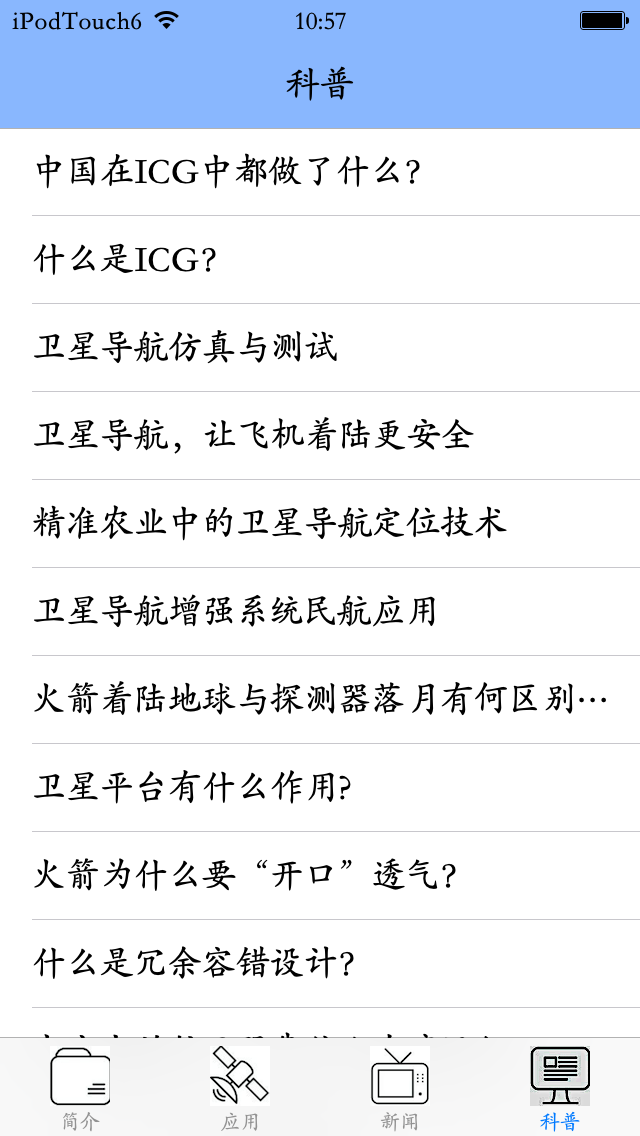 iPodTouch6 10:57
科普
中国在ICG中都做了什么?
什么是ICG?
卫星导航仿真与测试
卫星导航，让飞机着陆更安全
精准农业中的卫星导航定位技术
卫星导航增强系统民航应用
火箭着陆地球与探测器落月有何区别…
卫星平台有什么作用?
火箭为什么要“开口”透气?
什么是冗余容错设计?
简介 应用 新闻 科普